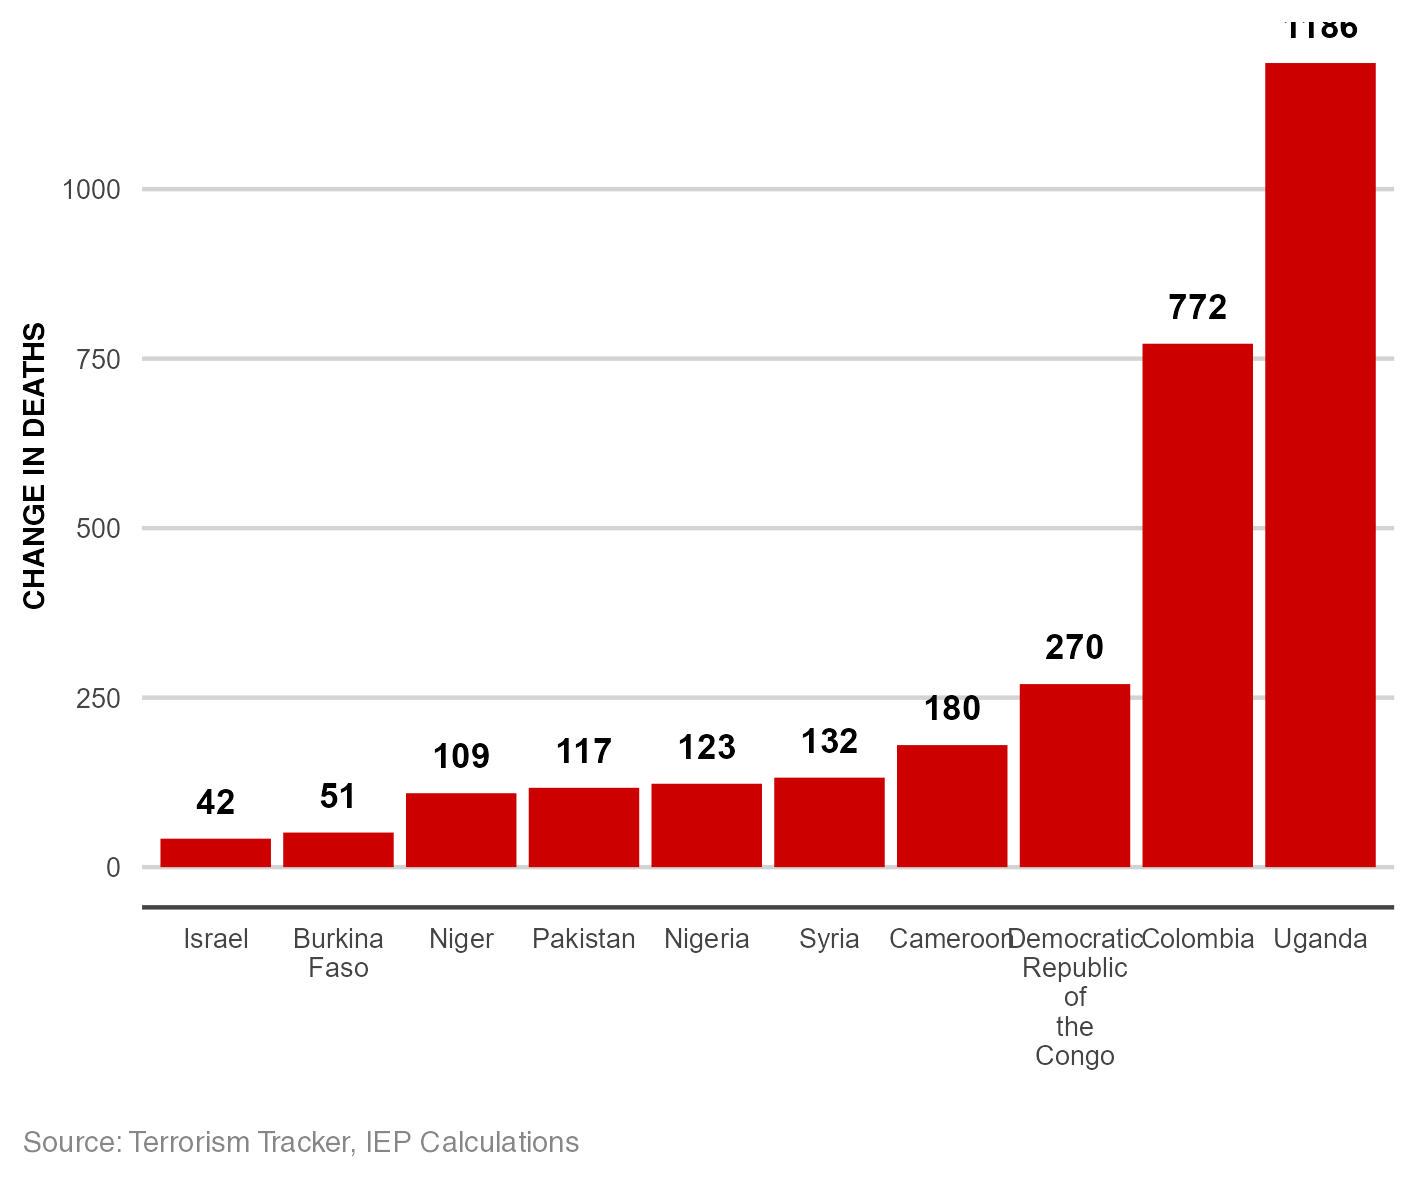 1186
1000
772
750
CHANGE IN DEATHS
500
270
250
180
132
123
117
109
51
42
0
Israel
Burkina
Faso
Niger
Pakistan
Nigeria
Syria
Cameroon
Democratic
Republic
of
the
Congo
Colombia
Uganda
Source: Terrorism Tracker, IEP Calculations